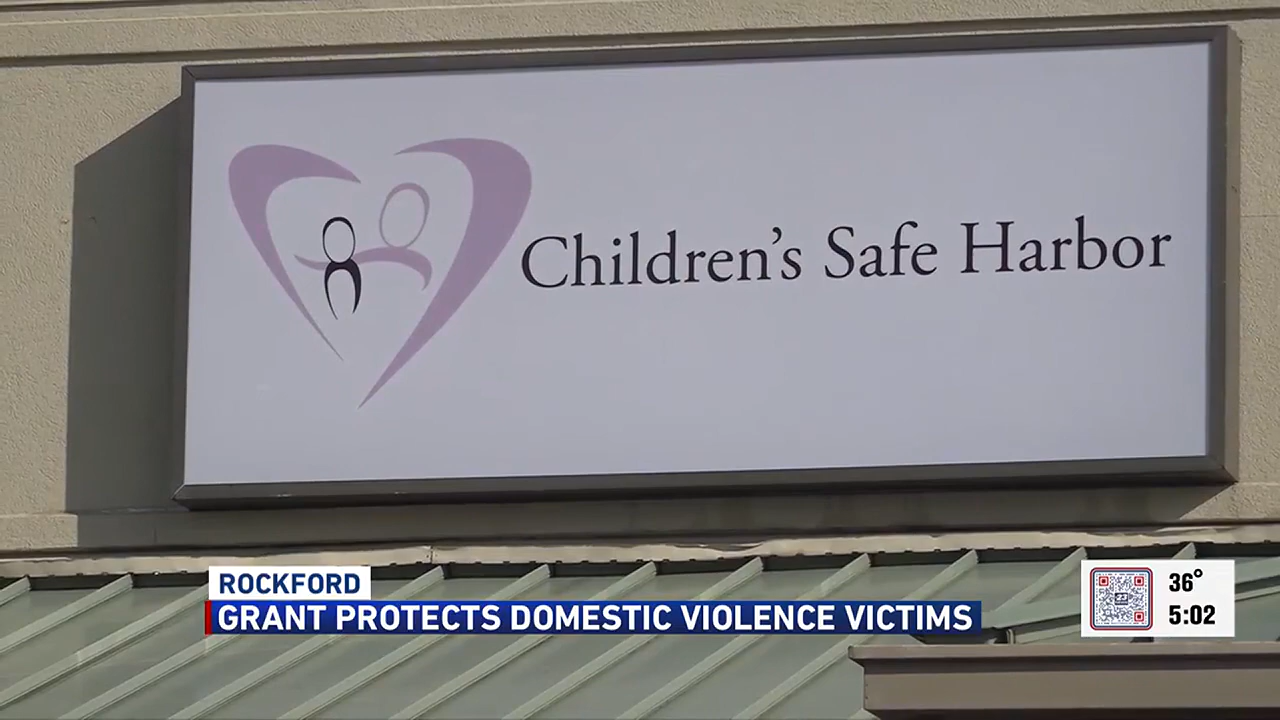 Children's Safe Harbor
ROCKFORD
GRANT PROTECTS DOMESTIC VIOLENCE VICTIMS
36°
5:02